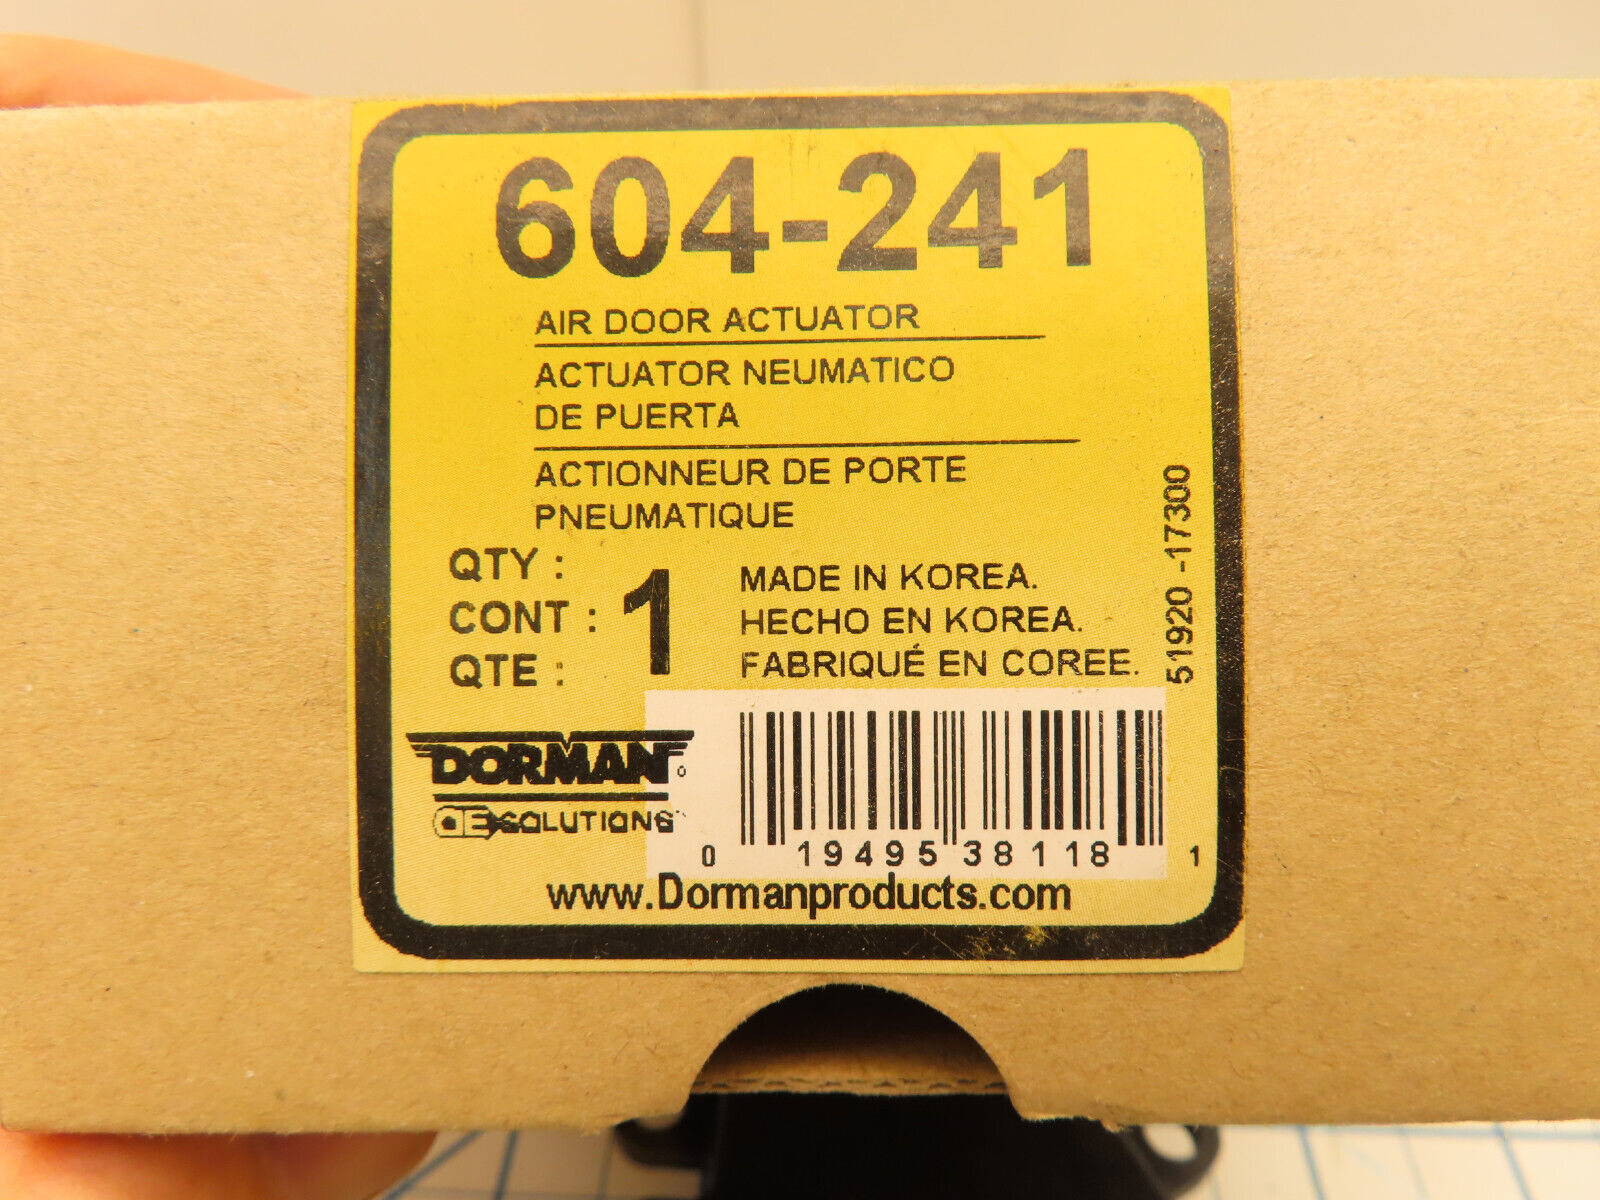 604-241
AIR DOOR ACTUATOR
ACTUATOR NEUMATICO
DE PUERTA
ACTIONNEUR DE PORTE
PNEUMATIQUE
QTY :
CONT : 1
QTE :
MADE IN KOREA.
HECHO EN KOREA.
FABRIQUÉ EN COREE.
51920 -17300
DORMAN
OE SOLUTIONS
0 19495 38118 1
www.Dormanproducts.com